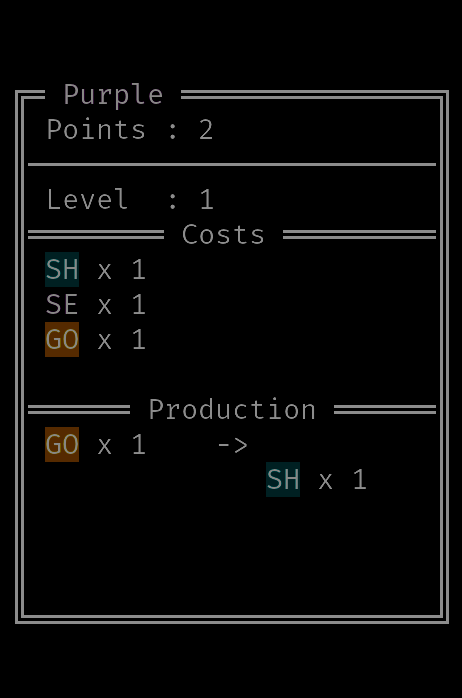 Purple
Points : 2
Level  : 1
Costs
SH x 1
SE x 1
GO x 1
Production
GO x 1    ->
SH x 1